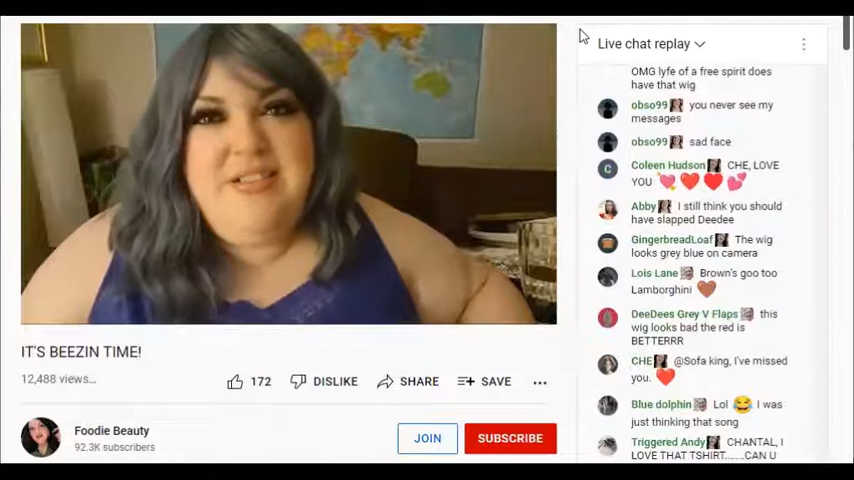 Live chat replay
OMG lyfe of a free spirit does
have that wig
obso99 you never see my
messages
obso99 sad face
C
Coleen Hudson CHE, LOVE
YOU
Abby I still think you should
have slapped Deedee
GingerbreadLoaf The wig
looks grey blue on camera
Lois Lane Brown's goo too
Lamborghini
DeeDees Grey V Flaps this
wig looks bad the red is
BETTERRR
CHE @Sofa king, I've missed
you.
Blue dolphin Lol I was
just thinking that song
Triggered Andy CHANTAL, I
LOVE THAT TSHIRT......CAN U
IT'S BEEZIN TIME!
12,488 views...
172 DISLIKE SHARE SAVE
Foodie Beauty
92.3K subscribers
JOIN SUBSCRIBE